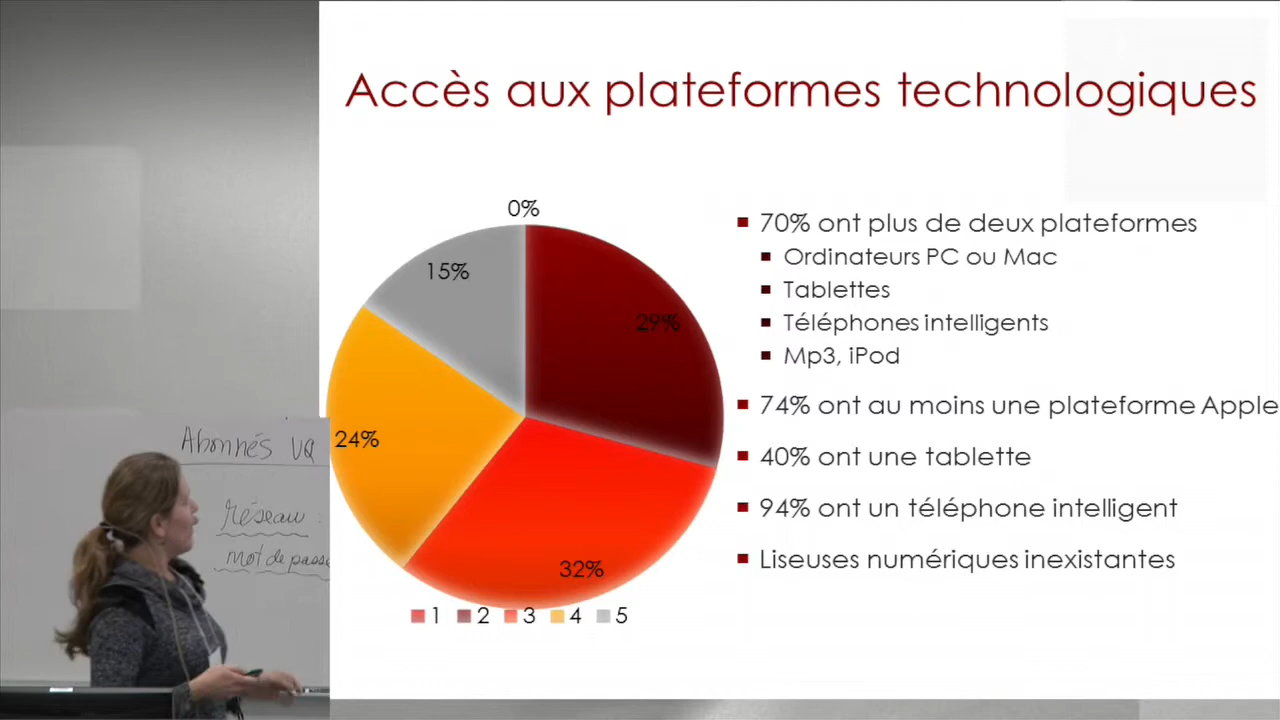 Accès aux plateformes technologiques
0%
15%
29%
24%
32%
1 2 3 4 5
70% ont plus de deux plateformes
Ordinateurs PC ou Mac
Tablettes
Téléphones intelligents
Mp3, iPod
74% ont au moins une plateforme Apple
40% ont une tablette
94% ont un téléphone intelligent
Liseuses numériques inexistantes
Abonnés VQ
réseau
mot de passe